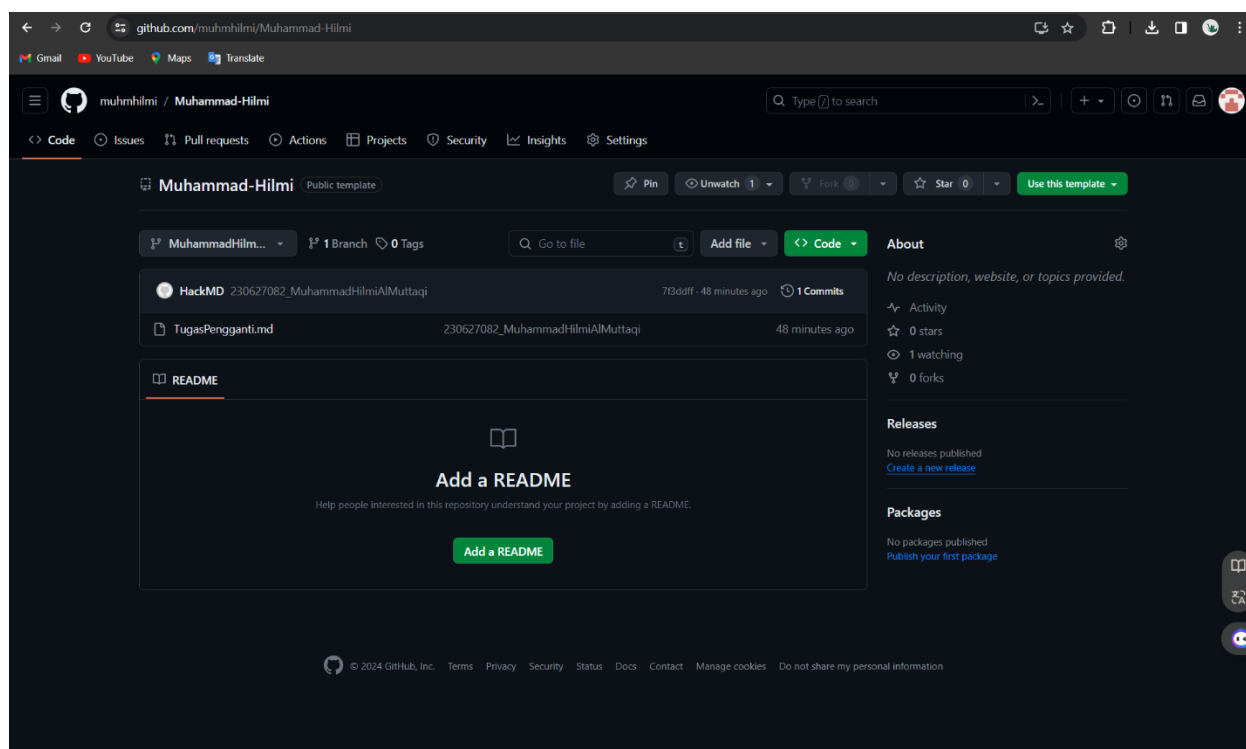 github.com/muhmhilmi/Muhammad-Hilmi
Gmail YouTube Maps Translate
muhmhilmi / Muhammad-Hilmi Type / to search
Code Issues Pull requests Actions Projects Security Insights Settings
Muhammad-Hilmi Public template Pin Unwatch 1 Fork 0 Star 0 Use this template
MuhammadHilm... 1 Branch 0 Tags Go to file t Add file Code
HackMD 230627082_MuhammadHilmiAlMuttaqi 7f3ddff · 48 minutes ago 1 Commits
TugasPengganti.md 230627082_MuhammadHilmiAlMuttaqi 48 minutes ago
README
Add a README
Help people interested in this repository understand your project by adding a README.
Add a README
About
No description, website, or topics provided.
Activity
0 stars
1 watching
0 forks
Releases
No releases published
Create a new release
Packages
No packages published
Publish your first package
© 2024 GitHub, Inc. Terms Privacy Security Status Docs Contact Manage cookies Do not share my personal information